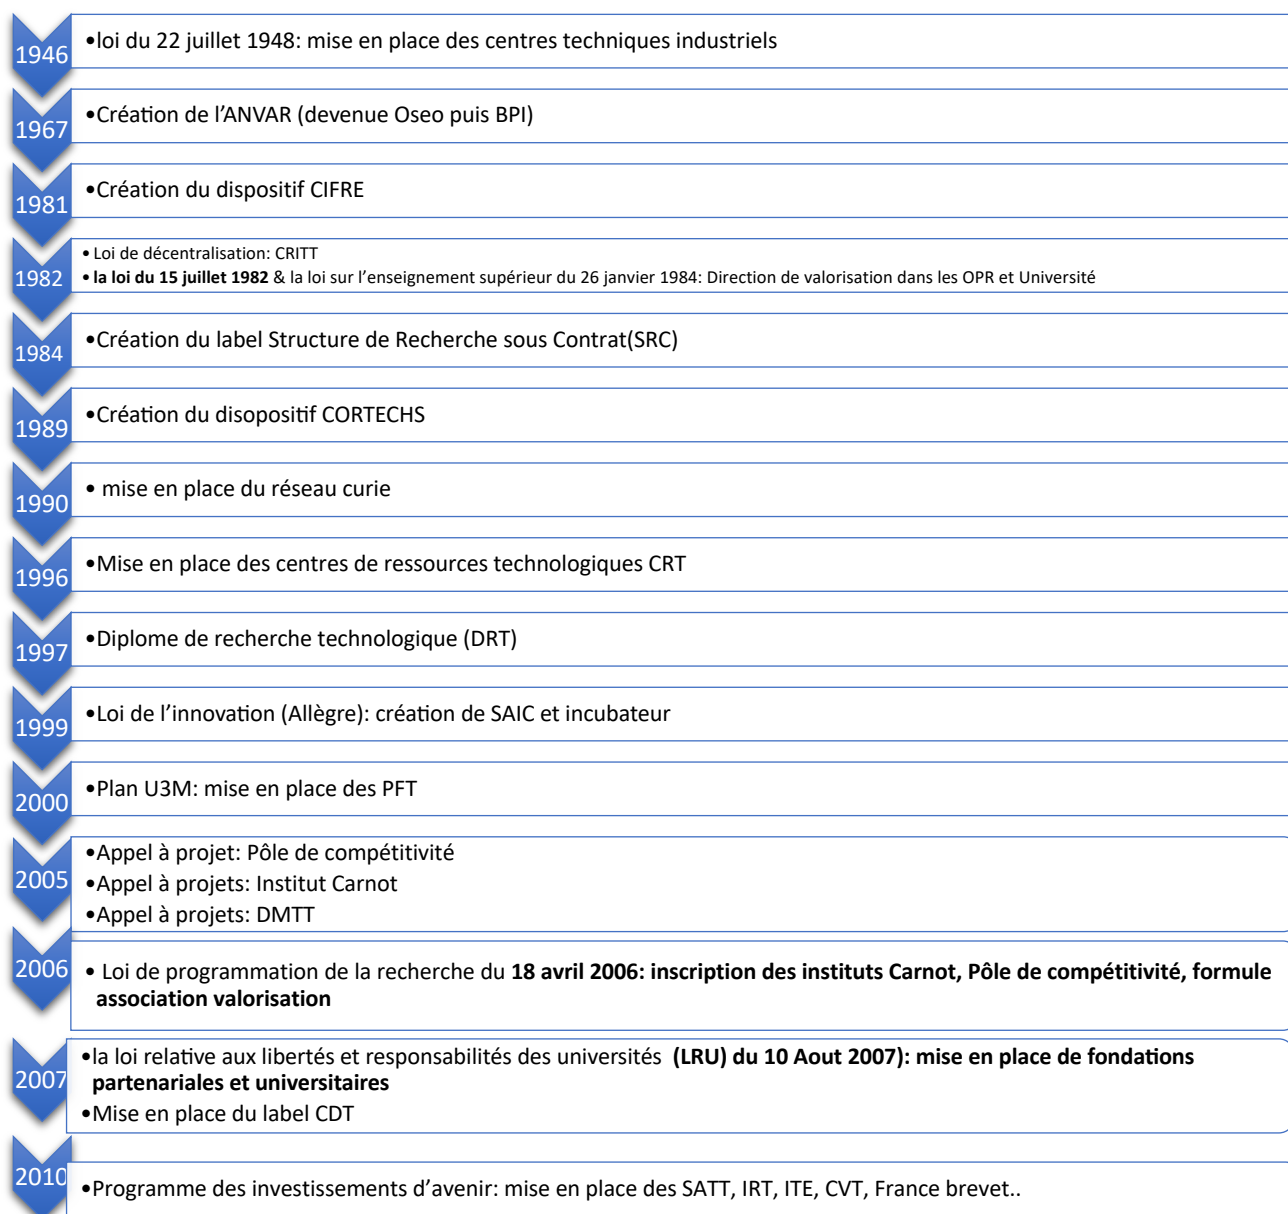 1946
•loi du 22 juillet 1948: mise en place des centres techniques industriels
1967
•Création de l'ANVAR (devenue Oseo puis BPI)
1981
•Création du dispositif CIFRE
1982
• Loi de décentralisation: CRITT
• la loi du 15 juillet 1982 & la loi sur l'enseignement supérieur du 26 janvier 1984: Direction de valorisation dans les OPR et Université
1984
•Création du label Structure de Recherche sous Contrat(SRC)
1989
•Création du disopositif CORTECHS
1990
• mise en place du réseau curie
1996
•Mise en place des centres de ressources technologiques CRT
1997
•Diplome de recherche technologique (DRT)
1999
•Loi de l'innovation (Allègre): création de SAIC et incubateur
2000
•Plan U3M: mise en place des PFT
2005
•Appel à projet: Pôle de compétitivité
•Appel à projets: Institut Carnot
•Appel à projets: DMTT
2006
• Loi de programmation de la recherche du 18 avril 2006: inscription des instituts Carnot, Pôle de compétitivité, formule
association valorisation
2007
•la loi relative aux libertés et responsabilités des universités (LRU) du 10 Aout 2007): mise en place de fondations
partenariales et universitaires
•Mise en place du label CDT
2010
•Programme des investissements d'avenir: mise en place des SATT, IRT, ITE, CVT, France brevet..